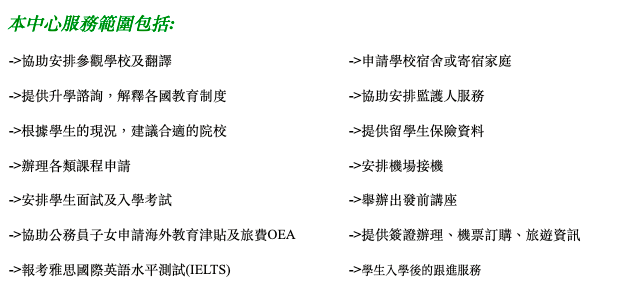 本中心服務範圍包括:
->協助安排參觀學校及翻譯
->申請學校宿舍或寄宿家庭
->提供升學諮詢，解釋各國教育制度
->協助安排監護人服務
->根據學生的現況，建議合適的院校
->提供留學生保險資料
->辦理各類課程申請
->安排機場接機
->安排學生面試及入學考試
->舉辦出發前講座
->協助公務員子女申請海外教育津貼及旅費OEA
->提供簽證辦理、機票訂購、旅遊資訊
->報考雅思國際英語水平測試(IELTS)
->學生入學後的跟進服務